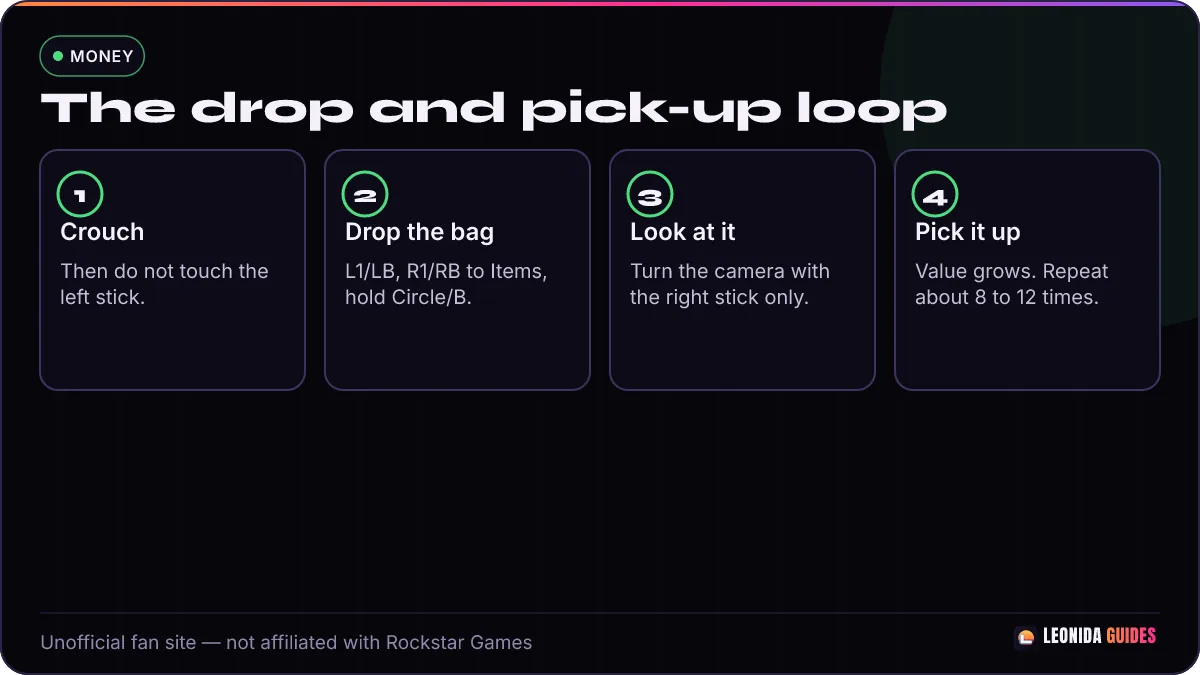 MONEY
The drop and pick-up loop
1
Crouch
Then do not touch the
left stick.
2
Drop the bag
L1/LB, R1/RB to Items,
hold Circle/B.
3
Look at it
Turn the camera with
the right stick only.
4
Pick it up
Value grows. Repeat
about 8 to 12 times.
Unofficial fan site — not affiliated with Rockstar Games
LEONIDA GUIDES